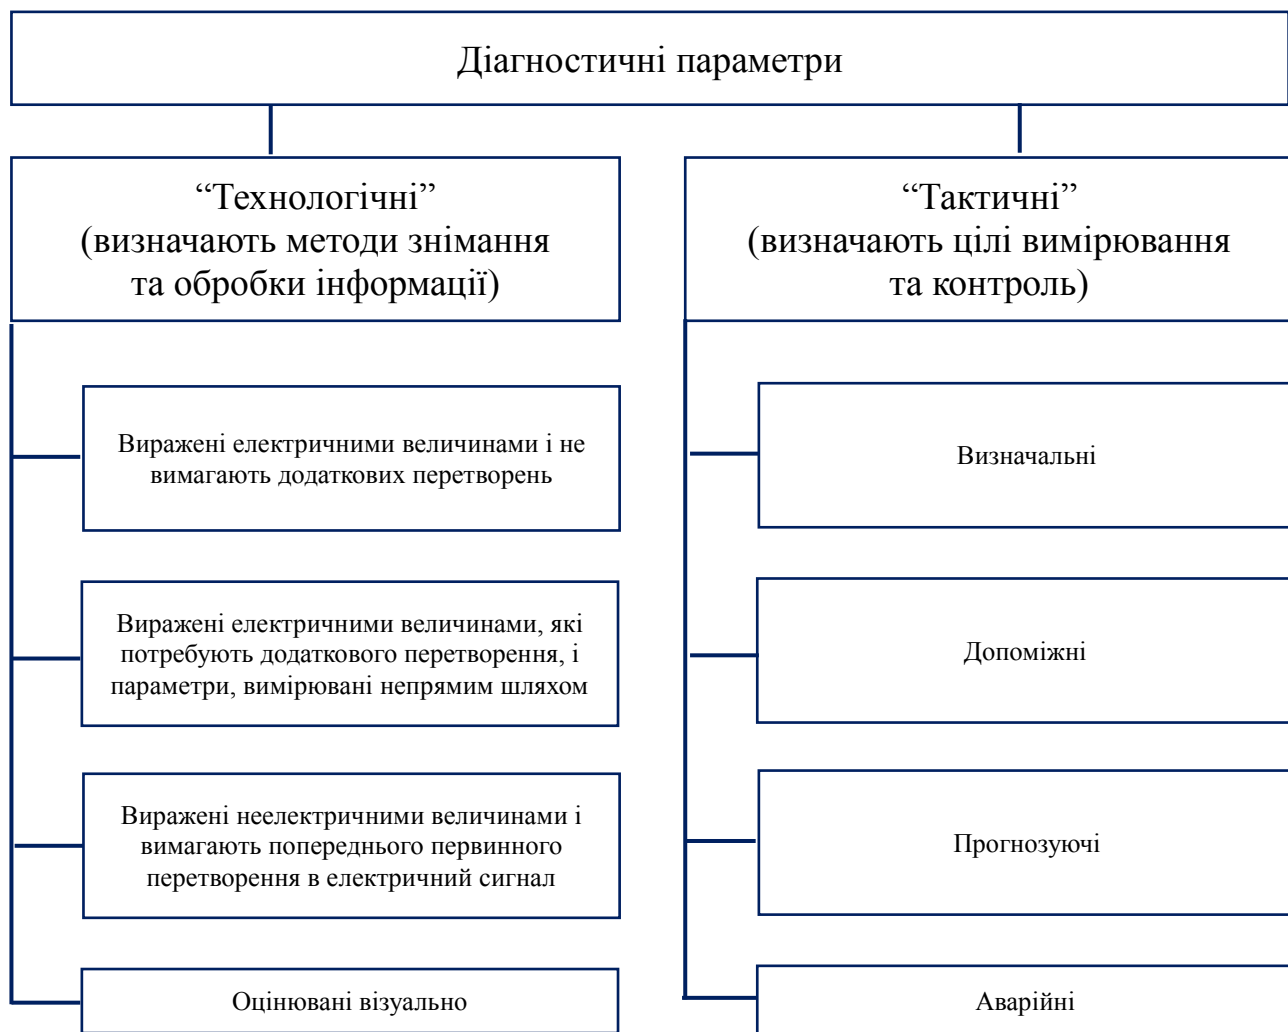 Діагностичні параметри
“Технологічні”
(визначають методи знімання
та обробки інформації)
Виражені електричними величинами і не
вимагають додаткових перетворень
Виражені електричними величинами, які
потребують додаткового перетворення, і
параметри, вимірювані непрямим шляхом
Виражені неелектричними величинами і
вимагають попереднього первинного
перетворення в електричний сигнал
Оцінювані візуально
“Тактичні”
(визначають цілі вимірювання
та контроль)
Визначальні
Допоміжні
Прогнозуючі
Аварійні